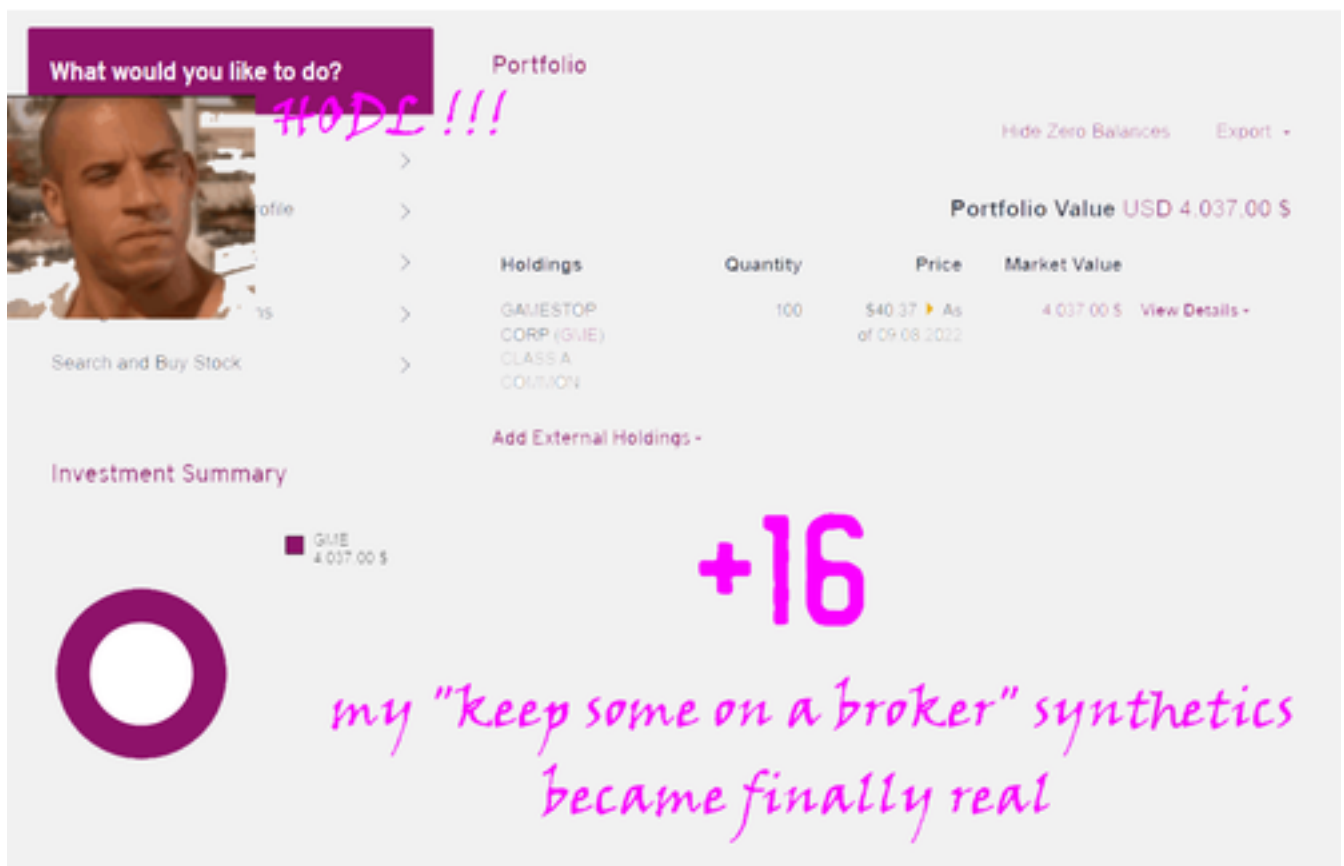 What would you like to do?
HODL !!!
ofile
ns
Search and Buy Stock
Investment Summary
GME
4.037.00 $
Portfolio
Hide Zero Balances Export
Portfolio Value USD 4.037,00 $
Holdings Quantity Price Market Value
GAMESTOP 100 $40.37 As 4.037.00 $ View Details
CORP (GME) of 09.08.2022
CLASS A
COMMON
Add External Holdings
+16
my "keep some on a broker" synthetics
became finally real